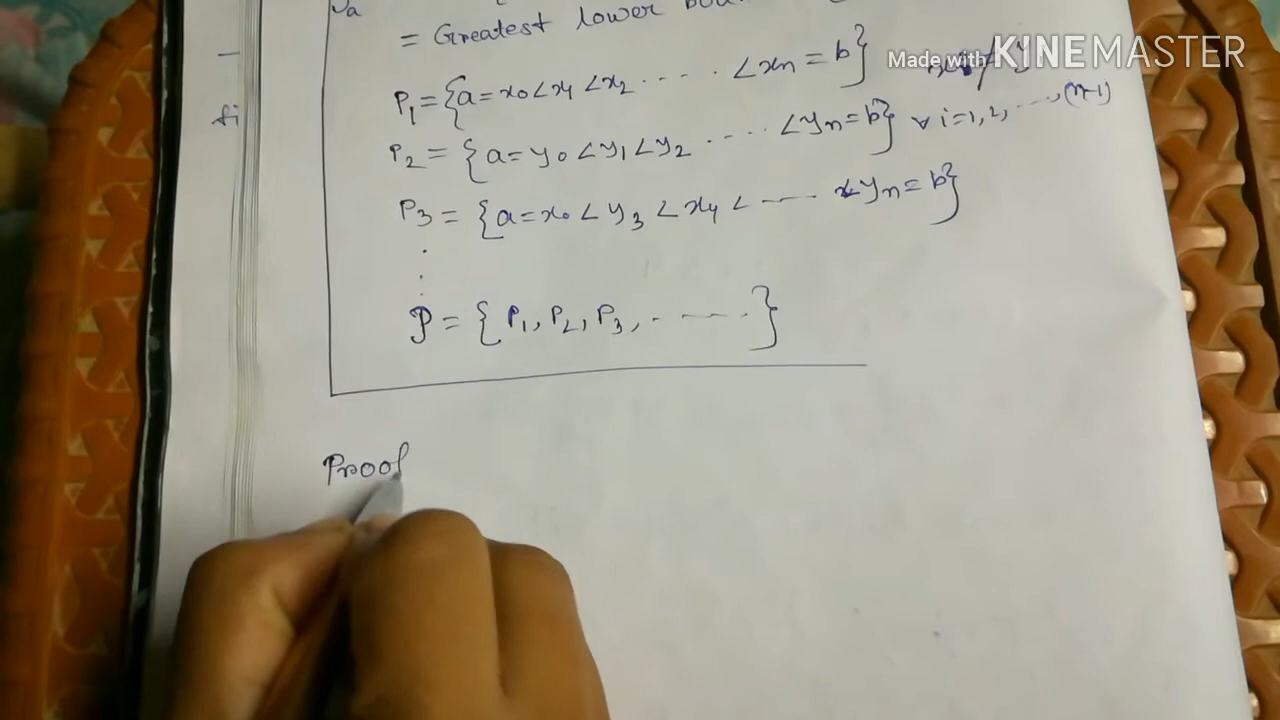 = Greatest lower
Made with KINEMASTER
P₁ = {a = x₀ < x₁ < x₂ ..... < xₙ = b}
P₂ = {a = y₀ < y₁ < y₂ ..... < yₙ = b} ∀ i = 1, 2, ....., (n-1)
P₃ = {a = x₀ < y₃ < x₄ < ---- < yₙ = b}
⋮
P = {P₁, P₂, P₃, ------}
Proof